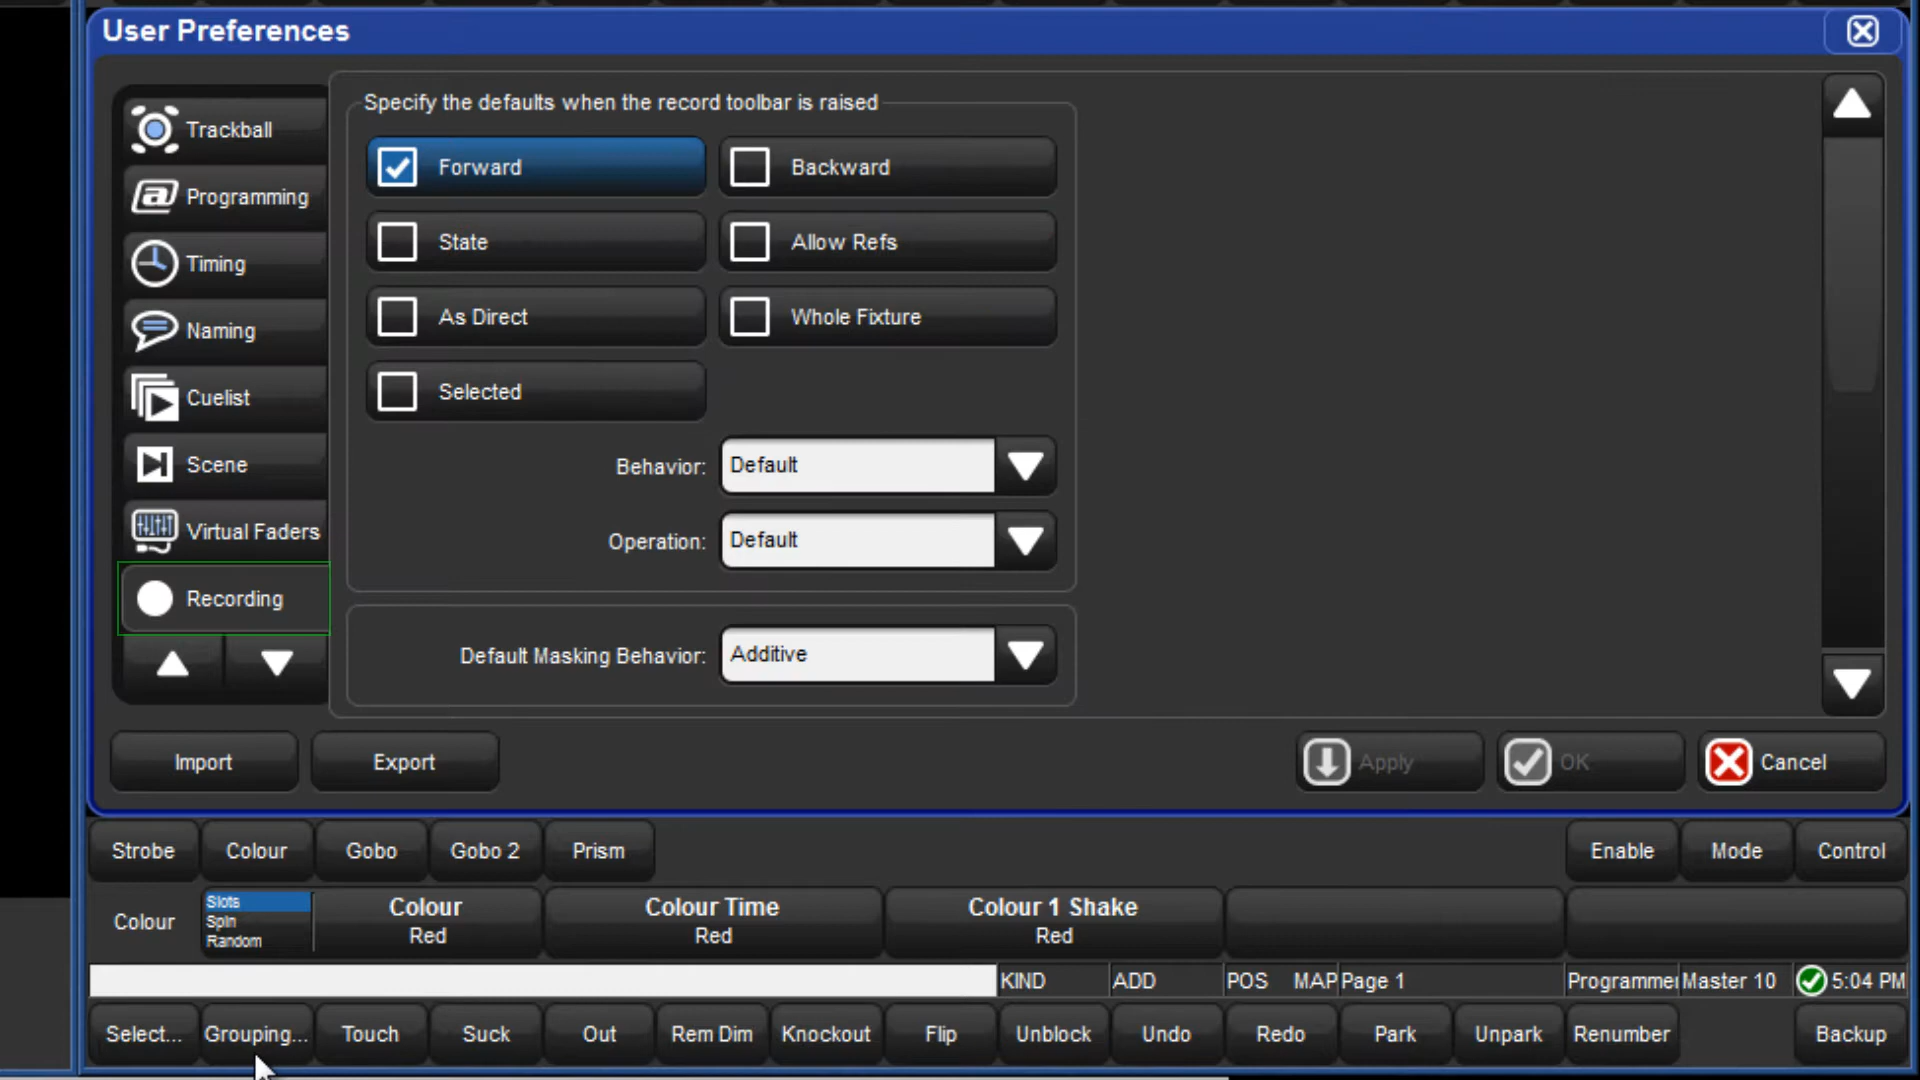 User Preferences
Trackball
Programming
Timing
Naming
Cuelist
Scene
Virtual Faders
Recording
Specify the defaults when the record toolbar is raised
Forward
Backward
State
Allow Refs
As Direct
Whole Fixture
Selected
Behavior: Default
Operation: Default
Default Masking Behavior: Additive
Import Export Apply OK Cancel
Strobe Colour Gobo Gobo 2 Prism Enable Mode Control
Colour
Slots
Spin
Random
Colour
Red
Colour Time
Red
Colour 1 Shake
Red
KIND ADD POS MAP Page 1 Programmer Master 10 5:04 PM
Select... Grouping... Touch Suck Out Rem Dim Knockout Flip Unblock Undo Redo Park Unpark Renumber Backup